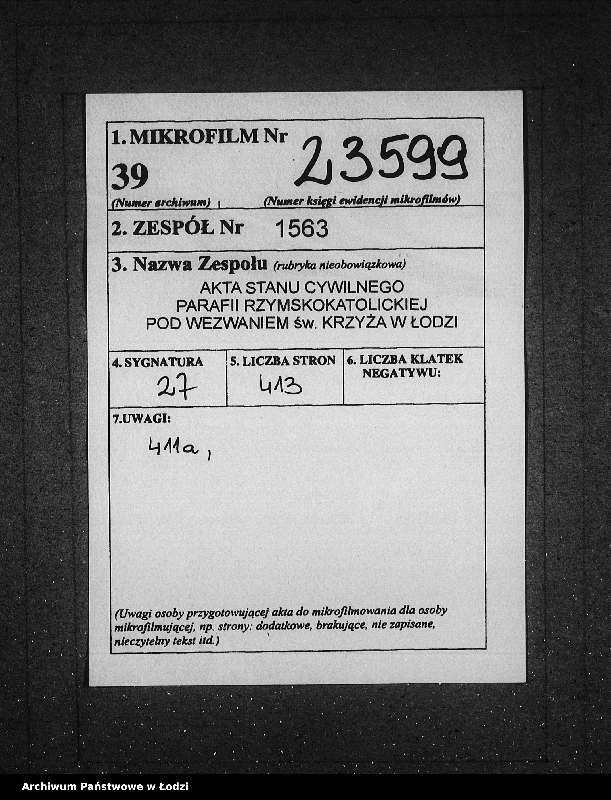 1. MIKROFILM Nr 23599
39
(Numer archiwum) (Numer księgi ewidencji mikrofilmów)
2. ZESPÓŁ Nr 1563
3. Nazwa Zespołu (rubryka nieobowiązkowa)
AKTA STANU CYWILNEGO
PARAFII RZYMSKOKATOLICKIEJ
POD WEZWANIEM św. KRZYŻA W ŁODZI
4. SYGNATURA 5. LICZBA STRON 6. LICZBA KLATEK
NEGATYWU:
27 413
7.UWAGI:
411a,
(Uwagi osoby przygotowującej akta do mikrofilmowania dla osoby
mikrofilmującej, np. strony: dodatkowe, brakujące, nie zapisane,
nieczytelny tekst itd.)
Archiwum Państwowe w Łodzi